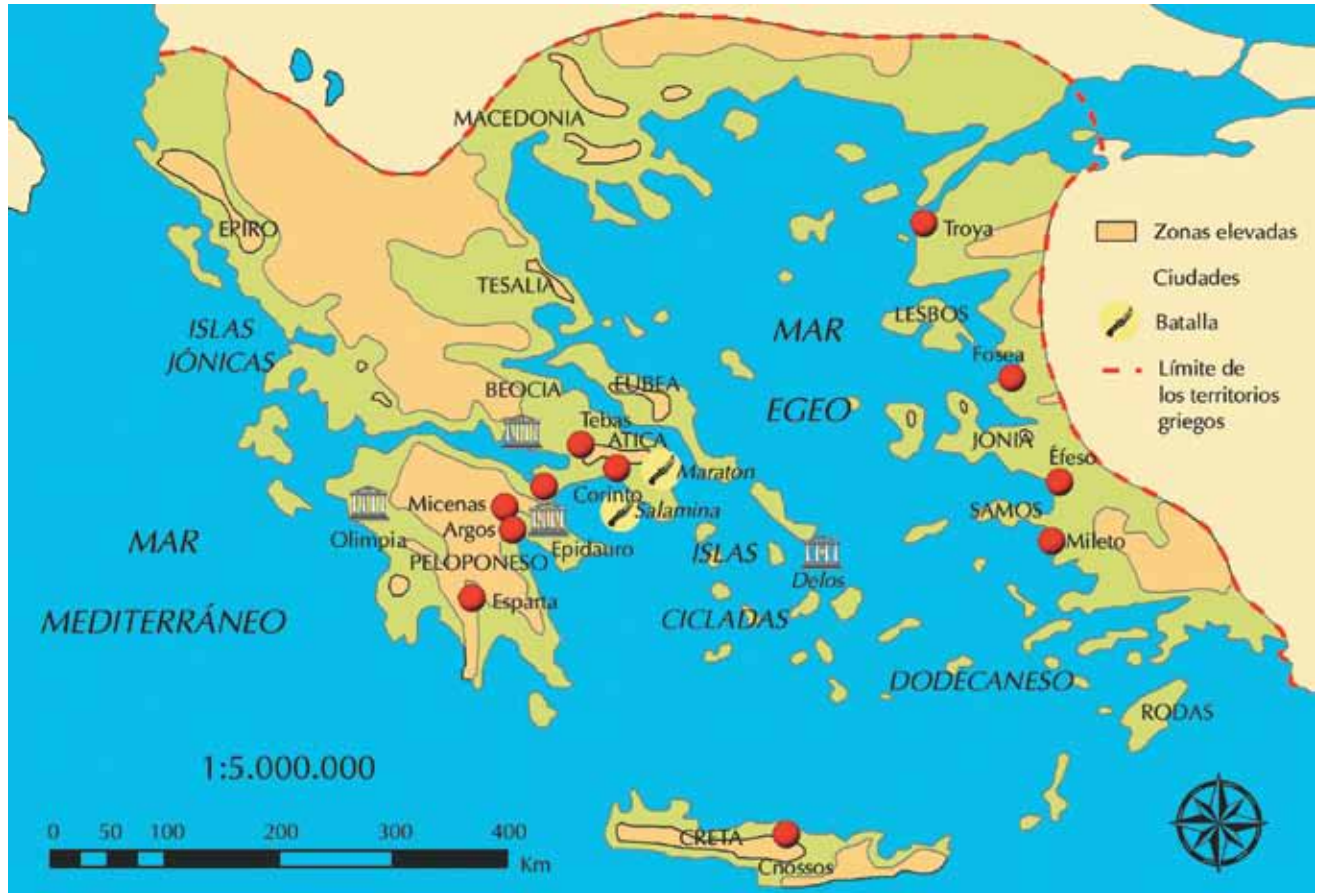 MACEDONIA
EPIRO
TESALIA
ISLAS
JÓNICAS
BEOCIA
EUBEA
Tebas
ÁTICA
Maraton
Corinto
Salamina
Micenas
Argos
Olimpia
Epidauro
PELOPONESO
Esparta
MAR
MEDITERRÁNEO
MAR
EGEO
Troya
LESBOS
Fosea
JONIA
Éfeso
SAMOS
Mileto
ISLAS
CICLADAS
Delos
DODECANESO
RODAS
CRETA
Cnossos
Zonas elevadas
Ciudades
Batalla
Límite de
los territorios
griegos
1:5.000.000
0 50 100 200 300 400
Km